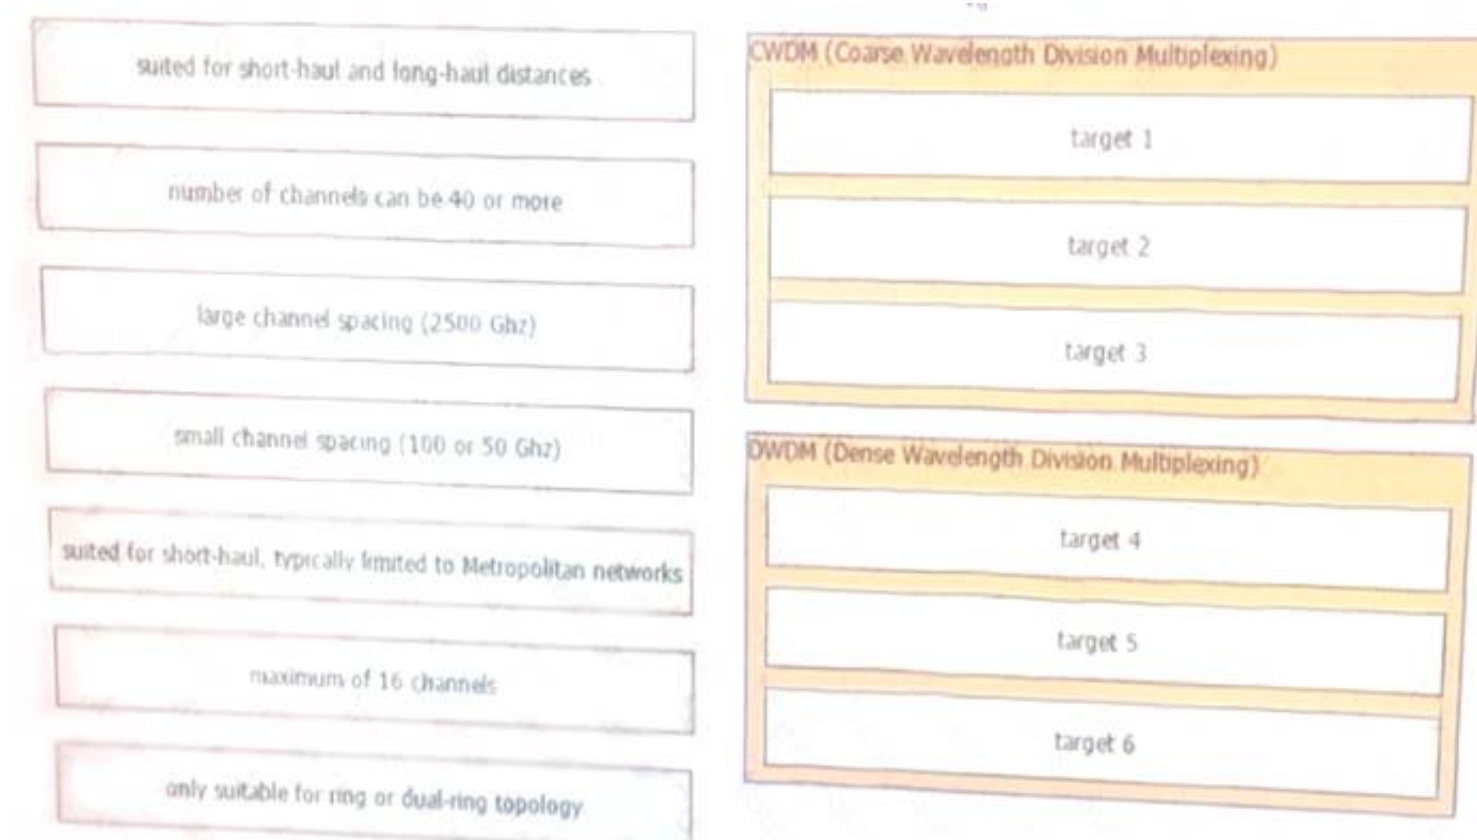 suited for short-haul and long-haul distances
number of channels can be 40 or more
large channel spacing (2500 Ghz)
small channel spacing (100 or 50 Ghz)
suited for short-haul, typically limited to Metropolitan networks
maximum of 16 channels
only suitable for ring or dual-ring topology
CWDM (Coarse Wavelength Division Multiplexing)
target 1
target 2
target 3
DWDM (Dense Wavelength Division Multiplexing)
target 4
target 5
target 6